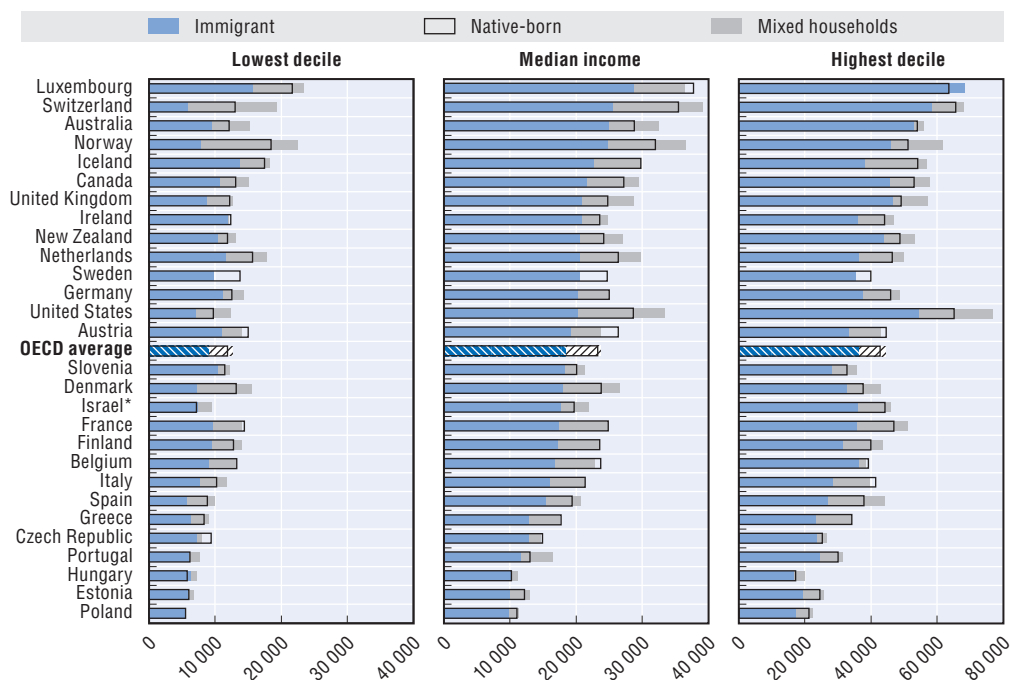 Immigrant Native-born Mixed households
Lowest decile Median income Highest decile
Luxembourg
Switzerland
Australia
Norway
Iceland
Canada
United Kingdom
Ireland
New Zealand
Netherlands
Sweden
Germany
United States
Austria
OECD average
Slovenia
Denmark
Israel*
France
Finland
Belgium
Italy
Spain
Greece
Czech Republic
Portugal
Hungary
Estonia
Poland
0 10 000 20 000 30 000 40 000 0 10 000 20 000 30 000 40 000 0 20 000 40 000 60 000 80 000